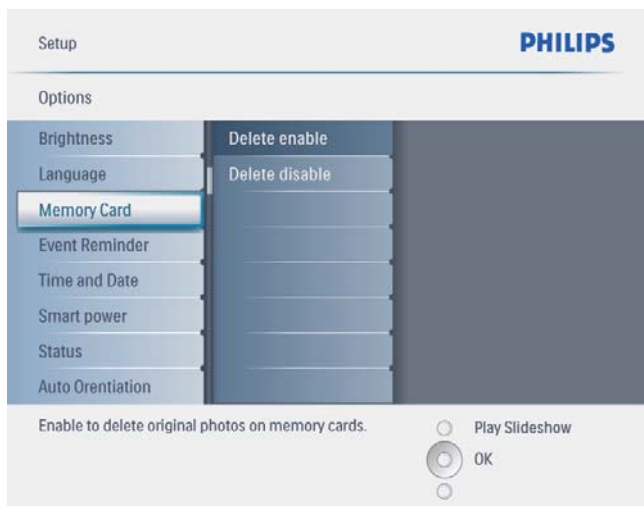 Setup
PHILIPS
Options
Brightness
Delete enable
Language
Delete disable
Memory Card
Event Reminder
Time and Date
Smart power
Status
Auto Orentiation
Enable to delete original photos on memory cards.
Play Slideshow
OK